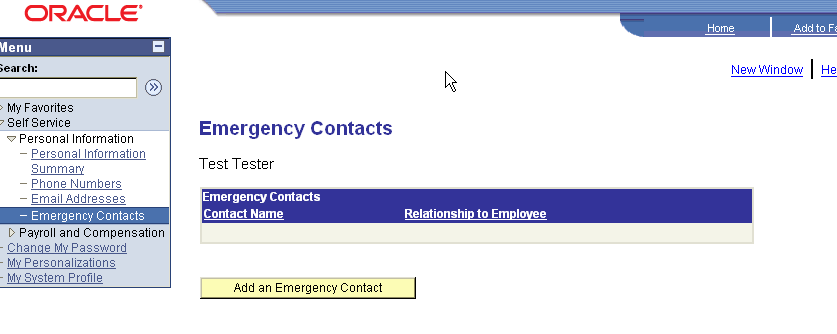 ORACLE
Home
Add to
Menu
Search:
New Window
My Favorites
Self Service
Personal Information
Personal Information
Summary
Phone Numbers
Email Addresses
Emergency Contacts
Payroll and Compensation
Change My Password
My Personalizations
My System Profile
Emergency Contacts
Test Tester
Emergency Contacts
Contact Name Relationship to Employee
Add an Emergency Contact